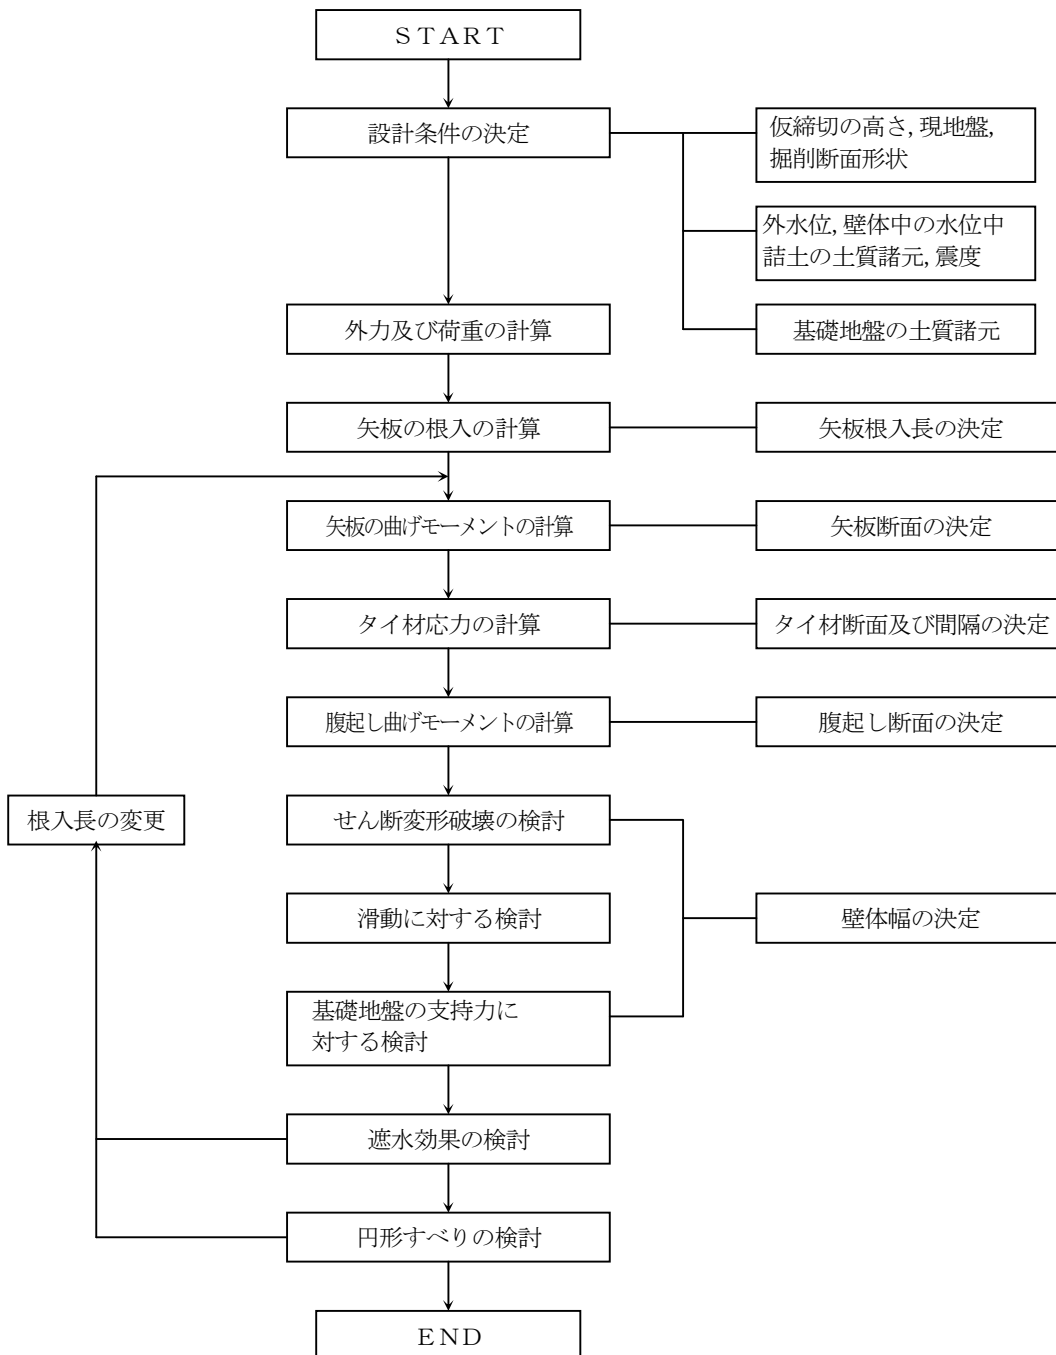 START
設計条件の決定
仮締切の高さ, 現地盤,
掘削断面形状
外水位, 壁体中の水位中
詰土の土質諸元, 震度
外力及び荷重の計算
基礎地盤の土質諸元
矢板の根入の計算
矢板根入長の決定
矢板の曲げモーメントの計算
矢板断面の決定
タイ材応力の計算
タイ材断面及び間隔の決定
腹起し曲げモーメントの計算
腹起し断面の決定
根入長の変更
せん断変形破壊の検討
滑動に対する検討
壁体幅の決定
基礎地盤の支持力に
対する検討
遮水効果の検討
円形すべりの検討
END